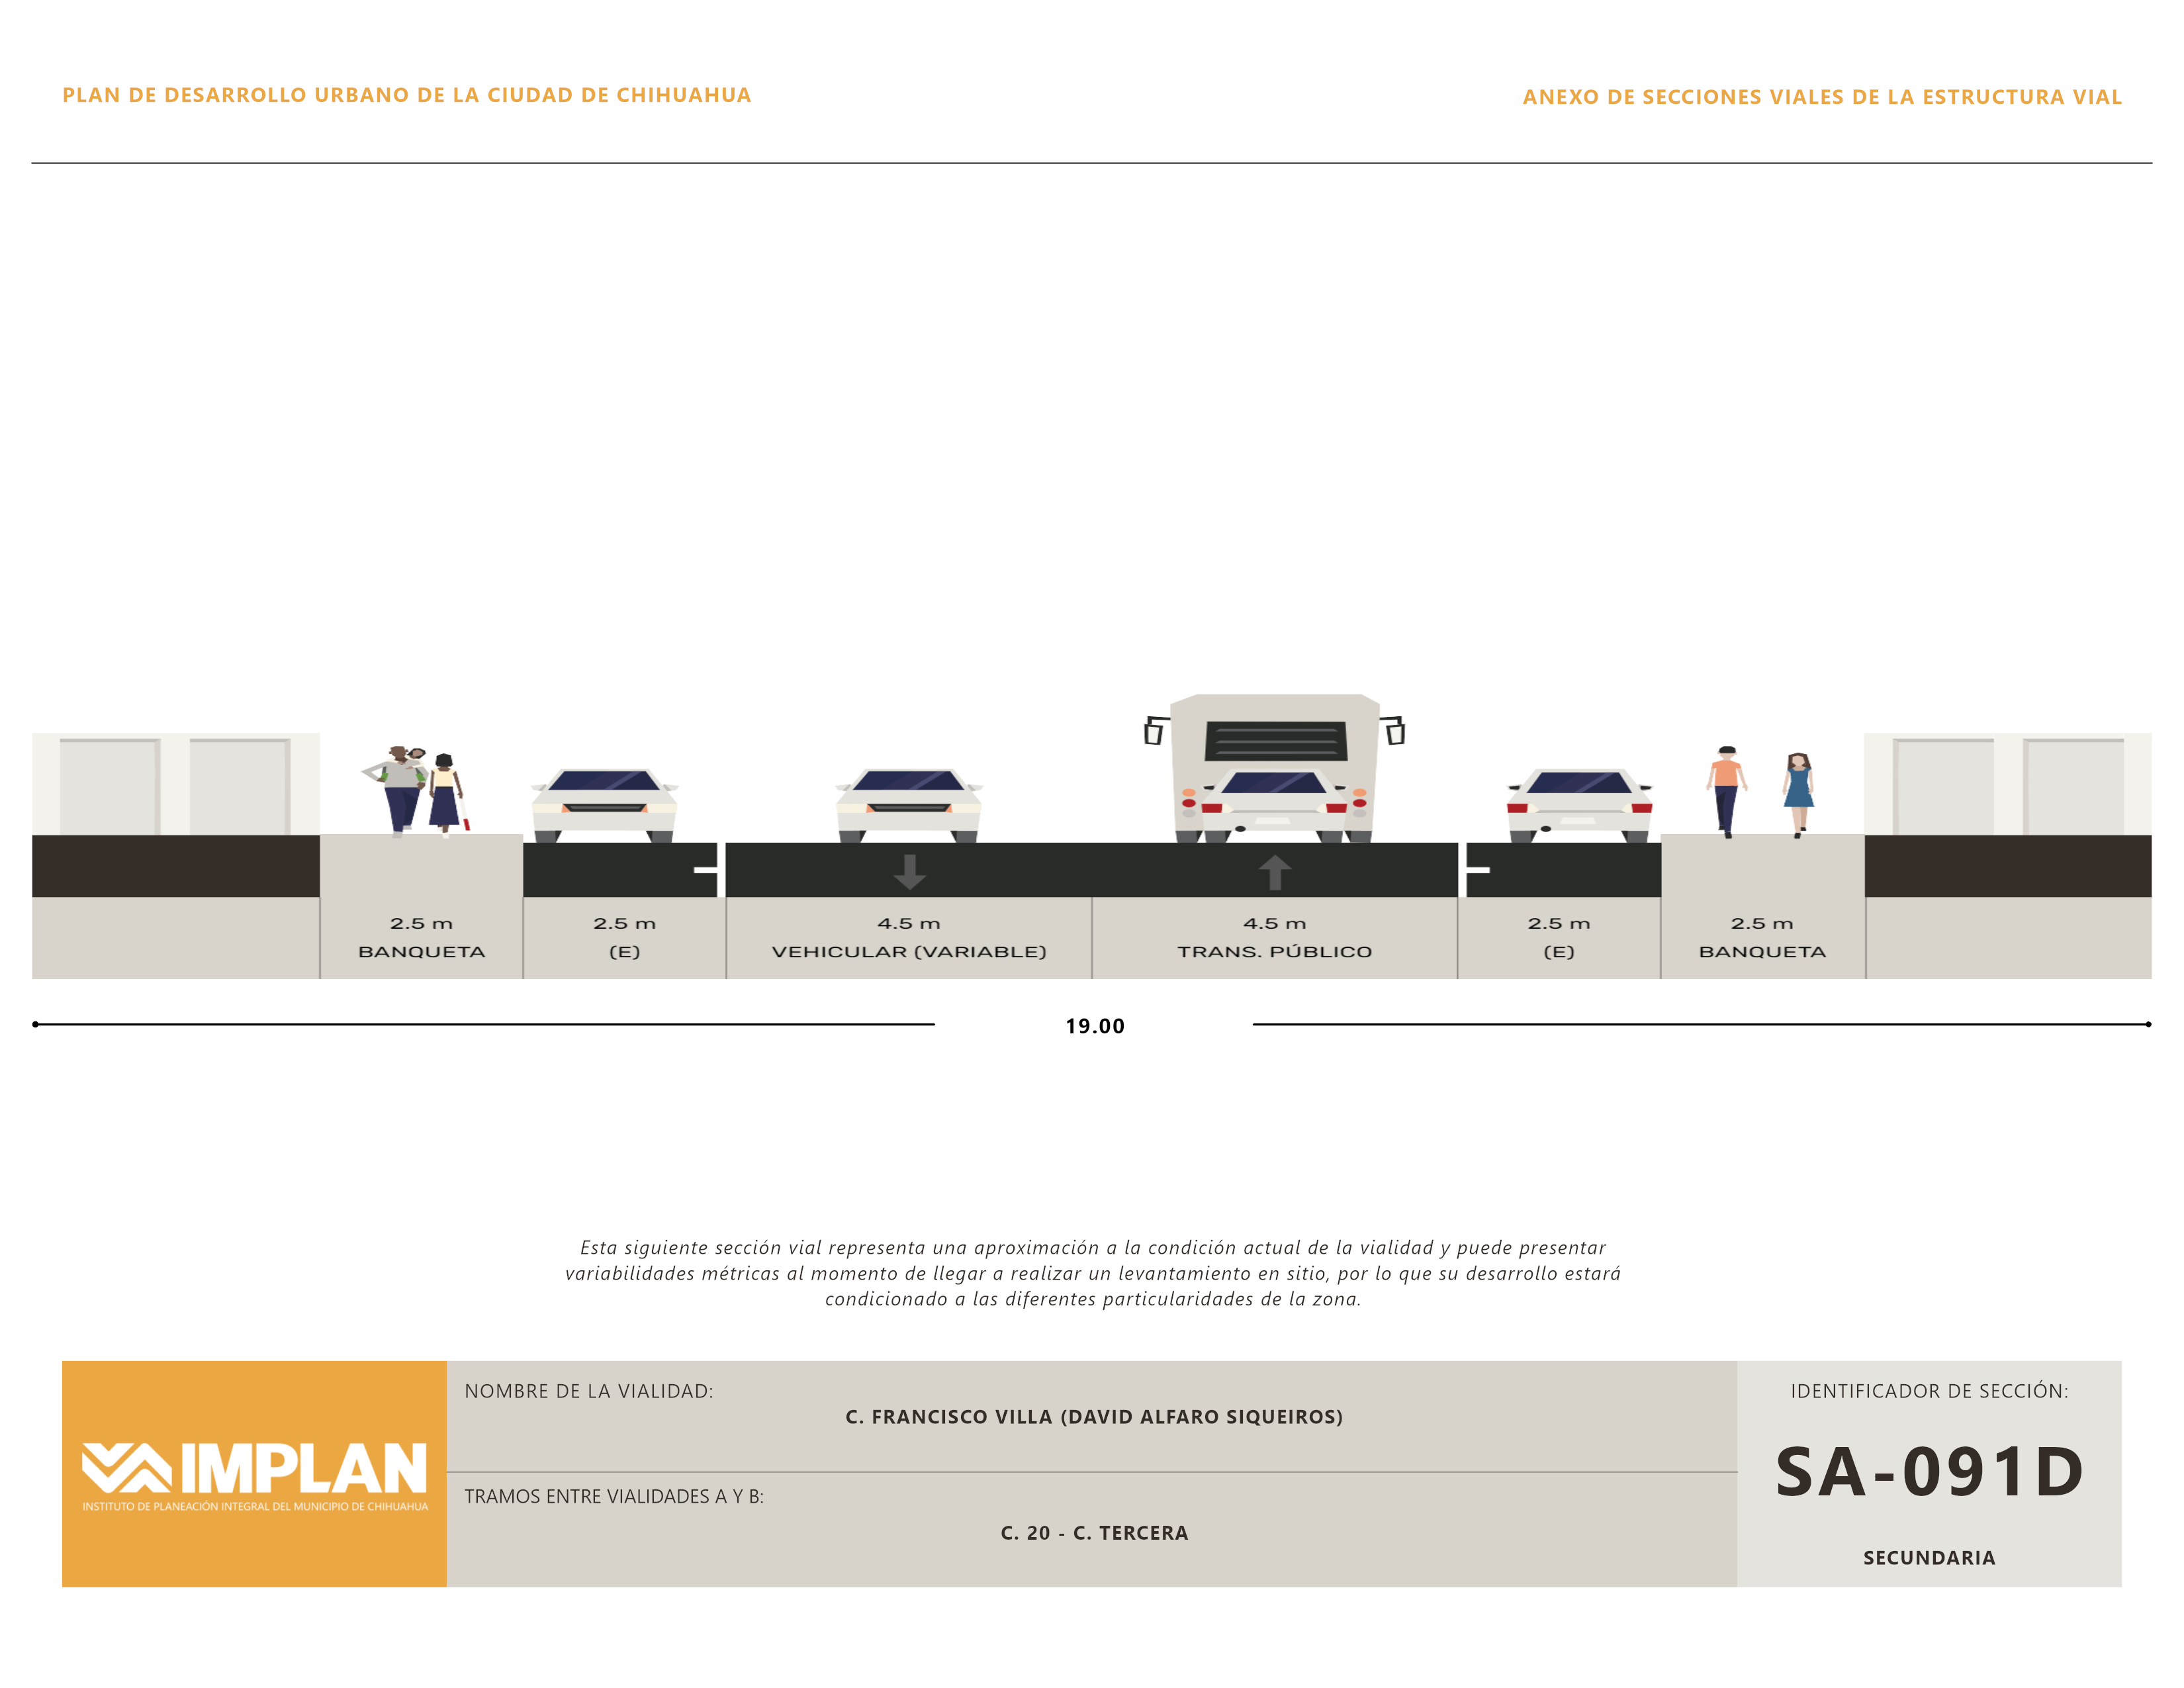 PLAN DE DESARROLLO URBANO DE LA CIUDAD DE CHIHUAHUA
ANEXO DE SECCIONES VIALES DE LA ESTRUCTURA VIAL
2.5 m
BANQUETA
2.5 m
(E)
4.5 m
VEHICULAR (VARIABLE)
4.5 m
TRANS. PÚBLICO
2.5 m
(E)
2.5 m
BANQUETA
19.00
Esta siguiente sección vial representa una aproximación a la condición actual de la vialidad y puede presentar
variabilidades métricas al momento de llegar a realizar un levantamiento en sitio, por lo que su desarrollo estará
condicionado a las diferentes particularidades de la zona.
IMPLAN
INSTITUTO DE PLANEACIÓN INTEGRAL DEL MUNICIPIO DE CHIHUAHUA
NOMBRE DE LA VIALIDAD:
C. FRANCISCO VILLA (DAVID ALFARO SIQUEIROS)
TRAMOS ENTRE VIALIDADES A Y B:
C. 20 - C. TERCERA
IDENTIFICADOR DE SECCIÓN:
SA-091D
SECUNDARIA